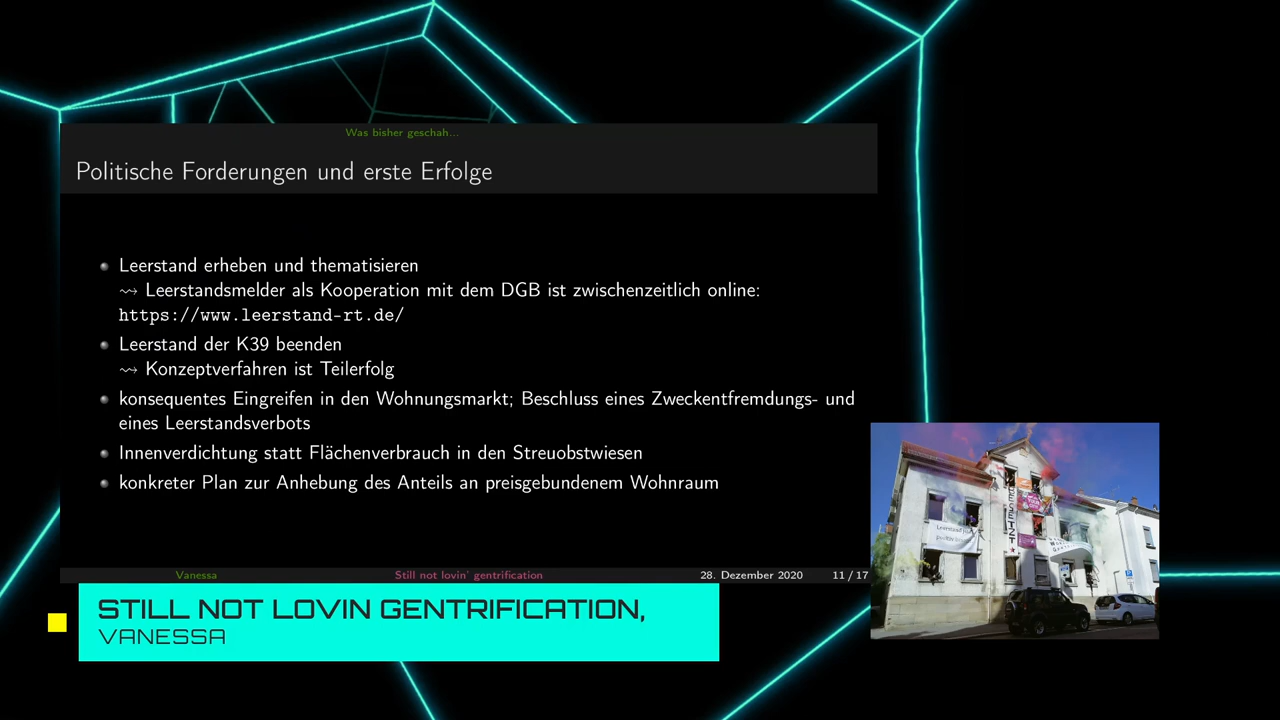 Was bisher geschah...
Politische Forderungen und erste Erfolge
Leerstand erheben und thematisieren
⇝ Leerstandsmelder als Kooperation mit dem DGB ist zwischenzeitlich online:
https://www.leerstand-rt.de/
Leerstand der K39 beenden
⇝ Konzeptverfahren ist Teilerfolg
konsequentes Eingreifen in den Wohnungsmarkt; Beschluss eines Zweckentfremdungs- und
eines Leerstandsverbots
Innenverdichtung statt Flächenverbrauch in den Streuobstwiesen
konkreter Plan zur Anhebung des Anteils an preisgebundenem Wohnraum
BESETZT
Leerstand
Vanessa
Still not lovin' gentrification
28. Dezember 2020
11 / 17
STILL NOT LOVIN GENTRIFICATION,
VANESSA